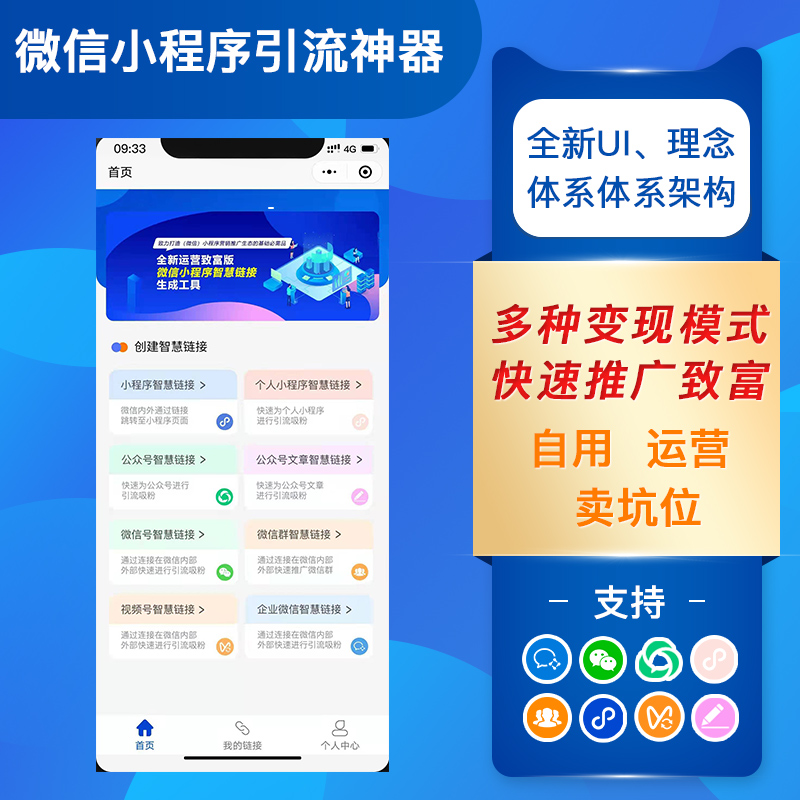 微信小程序引流神器
09:33
4G
首页
致力打造（微信）小程序营销推广生态的基础必需品
全新运营致富版
微信小程序智慧链接
生成工具
创建智慧链接
小程序智慧链接 >
微信内外通过链接
跳转至小程序页面
个人小程序智慧链接 >
快速为个人小程序
进行引流吸粉
公众号智慧链接 >
快速为公众号进行
引流吸粉
公众号文章智慧链接 >
快速为公众号文章
进行引流吸粉
微信号智慧链接 >
通过连接在微信内部
外部快速进行引流吸粉
微信群智慧链接 >
通过连接在微信内部
外部快速推广微信群
视频号智慧链接 >
通过连接在微信内部
外部快速进行引流吸粉
企业微信智慧链接 >
通过连接在微信内部
外部快速进行引流吸粉
首页
我的链接
个人中心
全新UI、理念
体系体系架构
多种变现模式
快速推广致富
自用 运营
卖坑位
支持